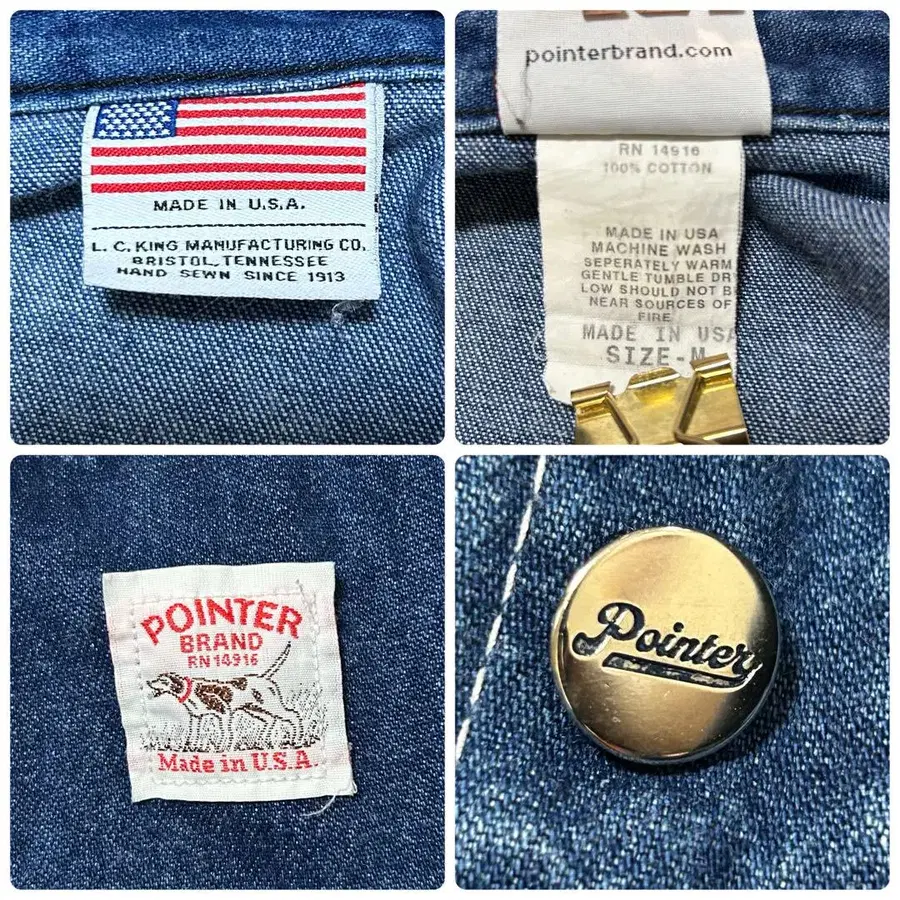 MADE IN U.S.A.
L. C. KING MANUFACTURING CO.
BRISTOL, TENNESSEE
HAND SEWN SINCE 1913
pointerbrand.com
RN 14916
100% COTTON
MADE IN USA
MACHINE WASH
SEPERATELY WARM
GENTLE TUMBLE DR
LOW SHOULD NOT B
NEAR SOURCES OF
FIRE
MADE IN USA
SIZE-M
POINTER
BRAND
RN 14916
Made in U.S.A.
Pointer